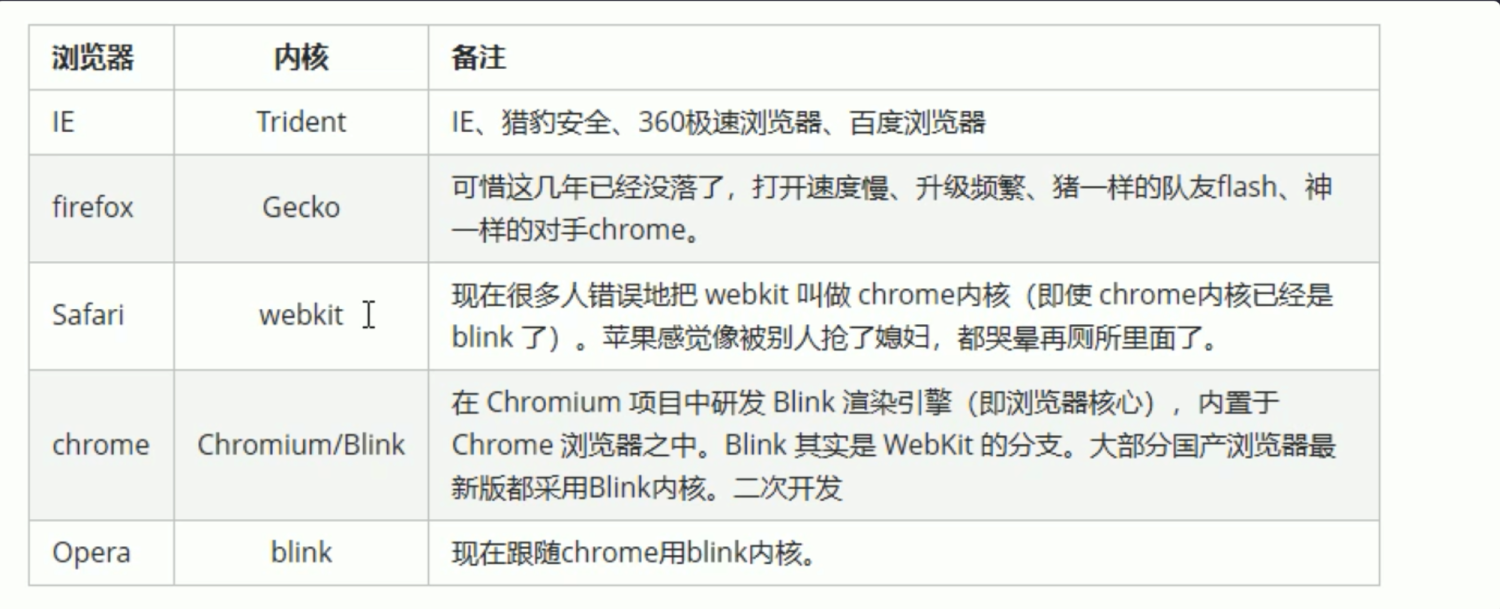 浏览器 内核 备注
IE Trident IE、猎豹安全、360极速浏览器、百度浏览器
firefox Gecko 可惜这几年已经没落了，打开速度慢、升级频繁、猪一样的队友flash、神
一样的对手chrome。
Safari webkit 现在很多人错误地把 webkit 叫做 chrome内核（即使 chrome内核已经是
blink 了）。苹果感觉像被别人抢了媳妇，都哭晕再厕所里面了。
chrome Chromium/Blink 在 Chromium 项目中研发 Blink 渲染引擎（即浏览器核心），内置于
Chrome 浏览器之中。Blink 其实是 WebKit 的分支。大部分国产浏览器最
新版都采用Blink内核。二次开发
Opera blink 现在跟随chrome用blink内核。